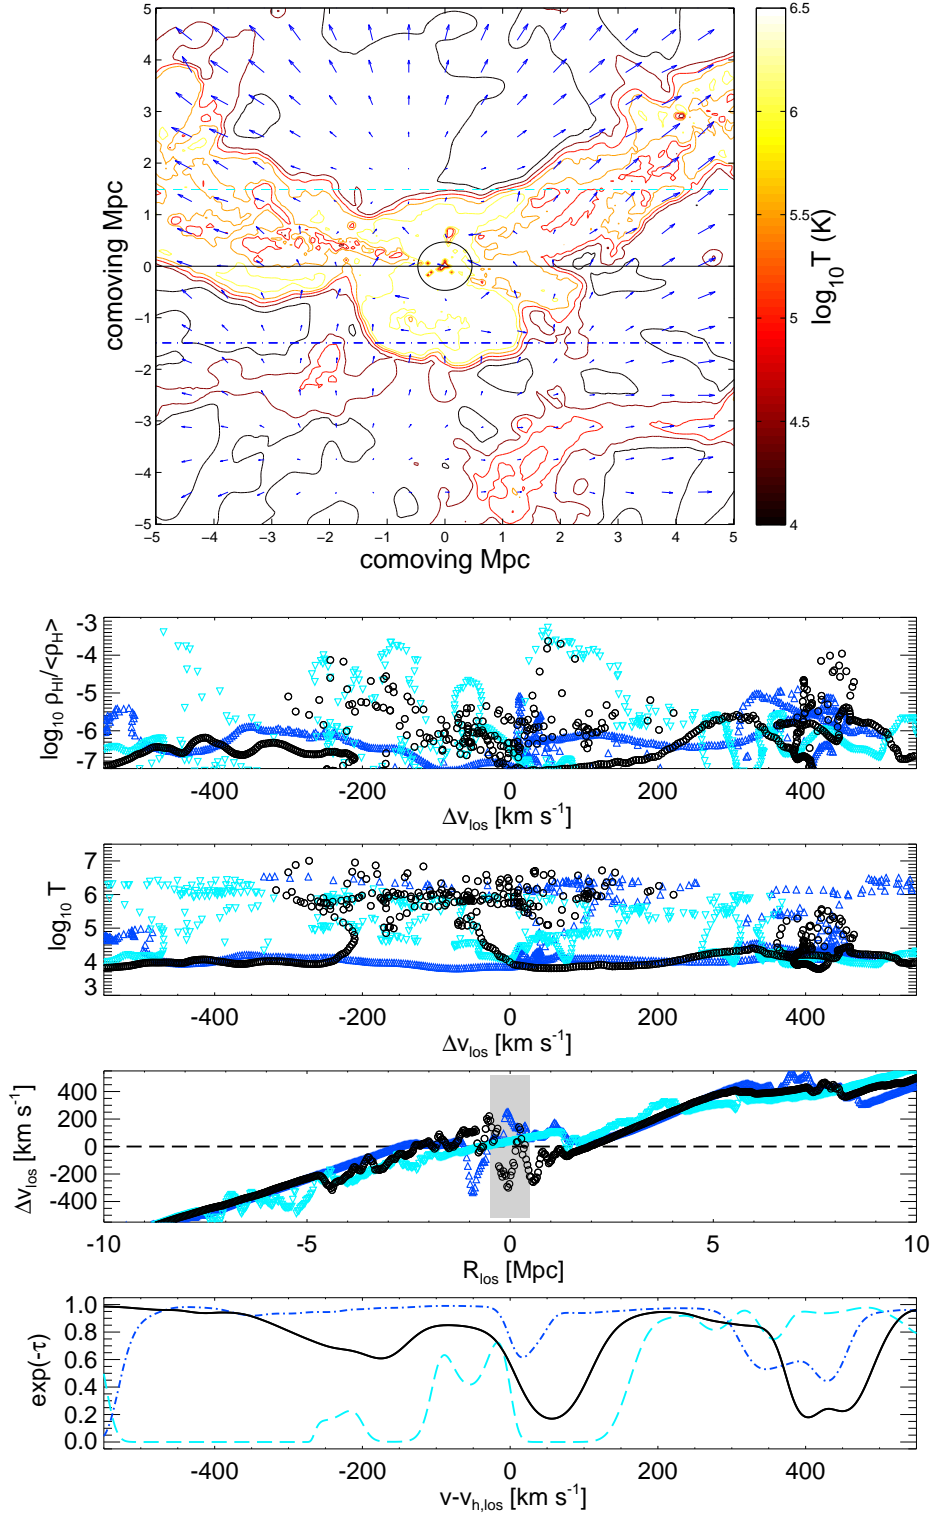 5
4
3
2
1
0
−1
−2
−3
−4
−5
comoving Mpc
−5 −4 −3 −2 −1 0 1 2 3 4 5
comoving Mpc
6.5
6
5.5
5
4.5
4
log10 T (K)
-3
-4
-5
-6
-7
log10 ρHI/<ρH>
-400 -200 0 200 400
Δvlos [km s-1]
7
6
5
4
3
log10 T
-400 -200 0 200 400
Δvlos [km s-1]
400
200
0
-200
-400
Δvlos [km s-1]
-10 -5 0 5 10
Rlos [Mpc]
1.0
0.8
0.6
0.4
0.2
0.0
exp(-τ)
-400 -200 0 200 400
v-vh,los [km s-1]